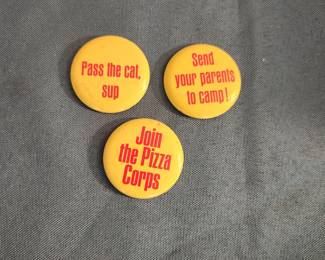 Pass the cat,
sup
Send
your parents
to camp!
Join
the Pizza
Corps